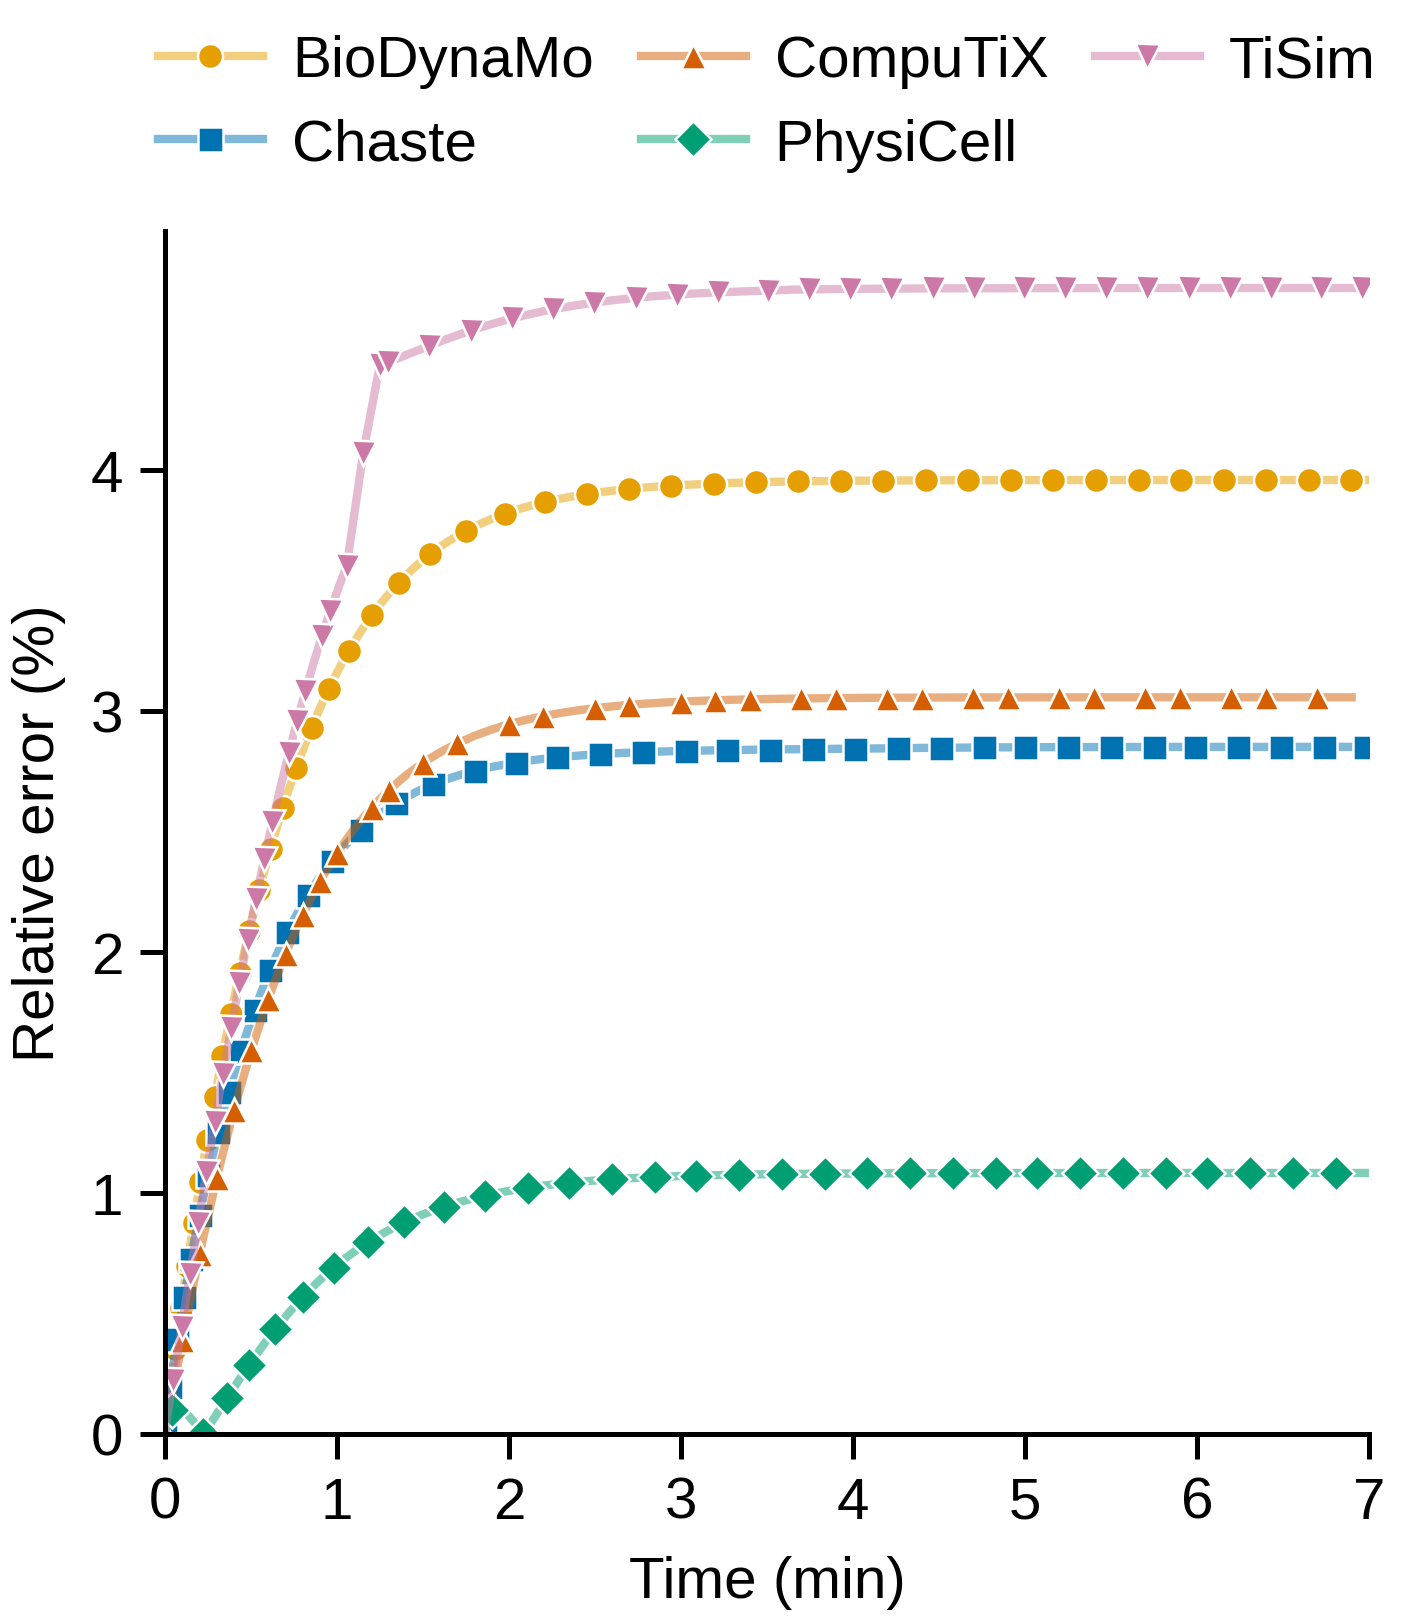 BioDynaMo CompuTiX TiSim
Chaste PhysiCell
4
3
2
1
0
Relative error (%)
0 1 2 3 4 5 6 7
Time (min)